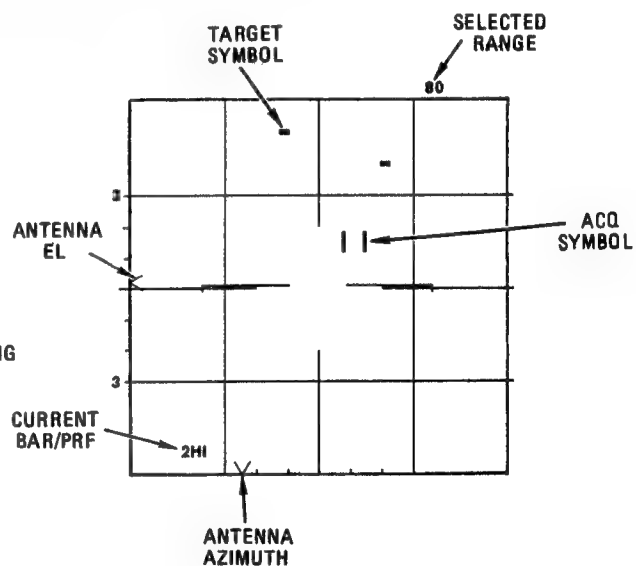 TARGET
SYMBOL
SELECTED
RANGE
80
3
ACQ
SYMBOL
ANTENNA
EL
IG
3
CURRENT
BAR/PRF
2HI
ANTENNA
AZIMUTH